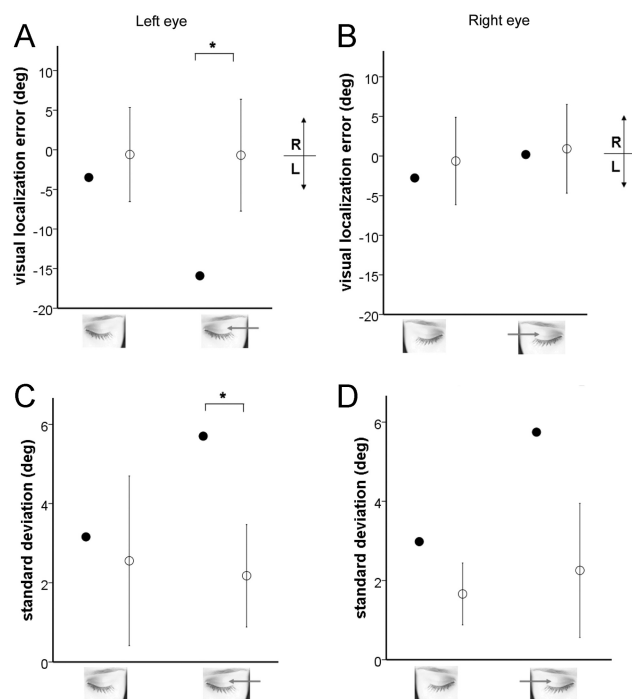 Left eye
Right eye
A
B
*
visual localization error (deg)
10
5
0
-5
-10
-15
-20
R
L
visual localization error (deg)
10
5
0
-5
-10
-15
-20
R
L
C
D
*
standard deviation (deg)
6
4
2
0
standard deviation (deg)
6
4
2
0